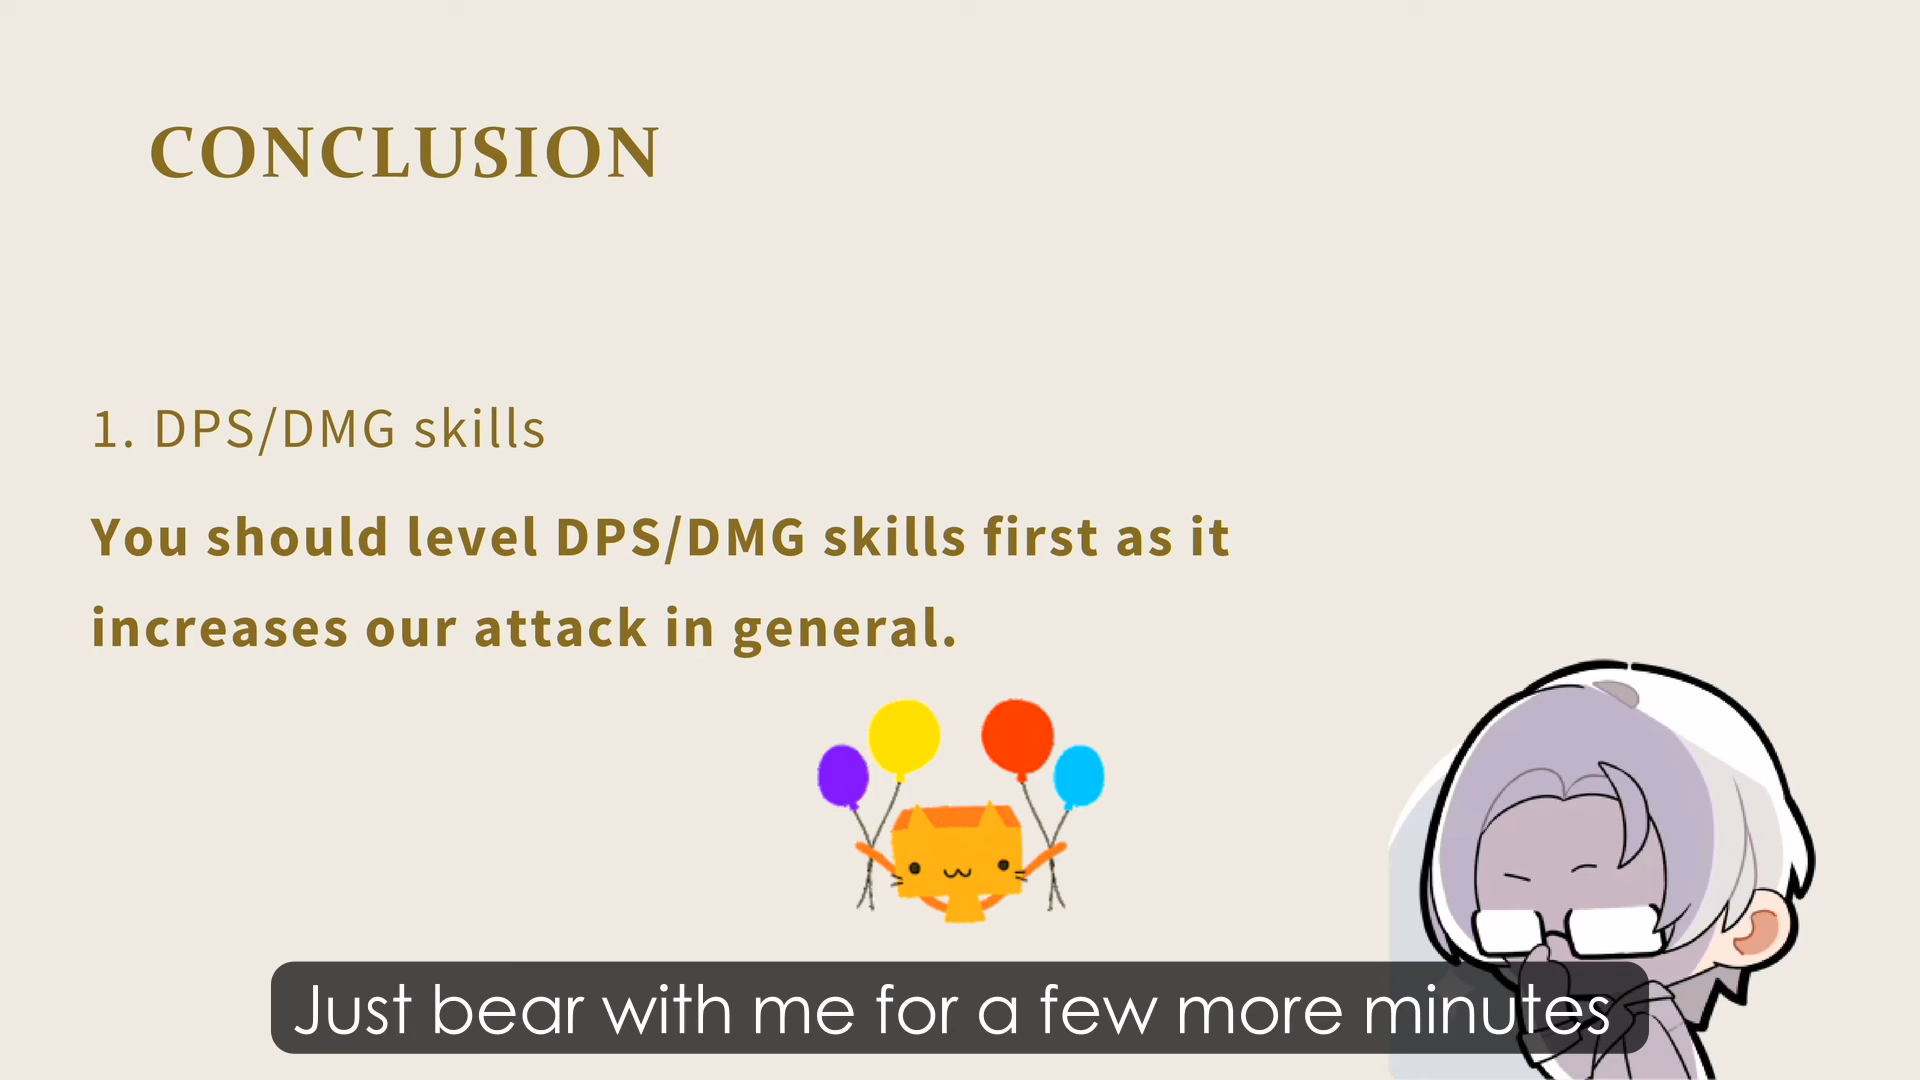 CONCLUSION
1. DPS/DMG skills
You should level DPS/DMG skills first as it
increases our attack in general.
Just bear with me for a few more minutes